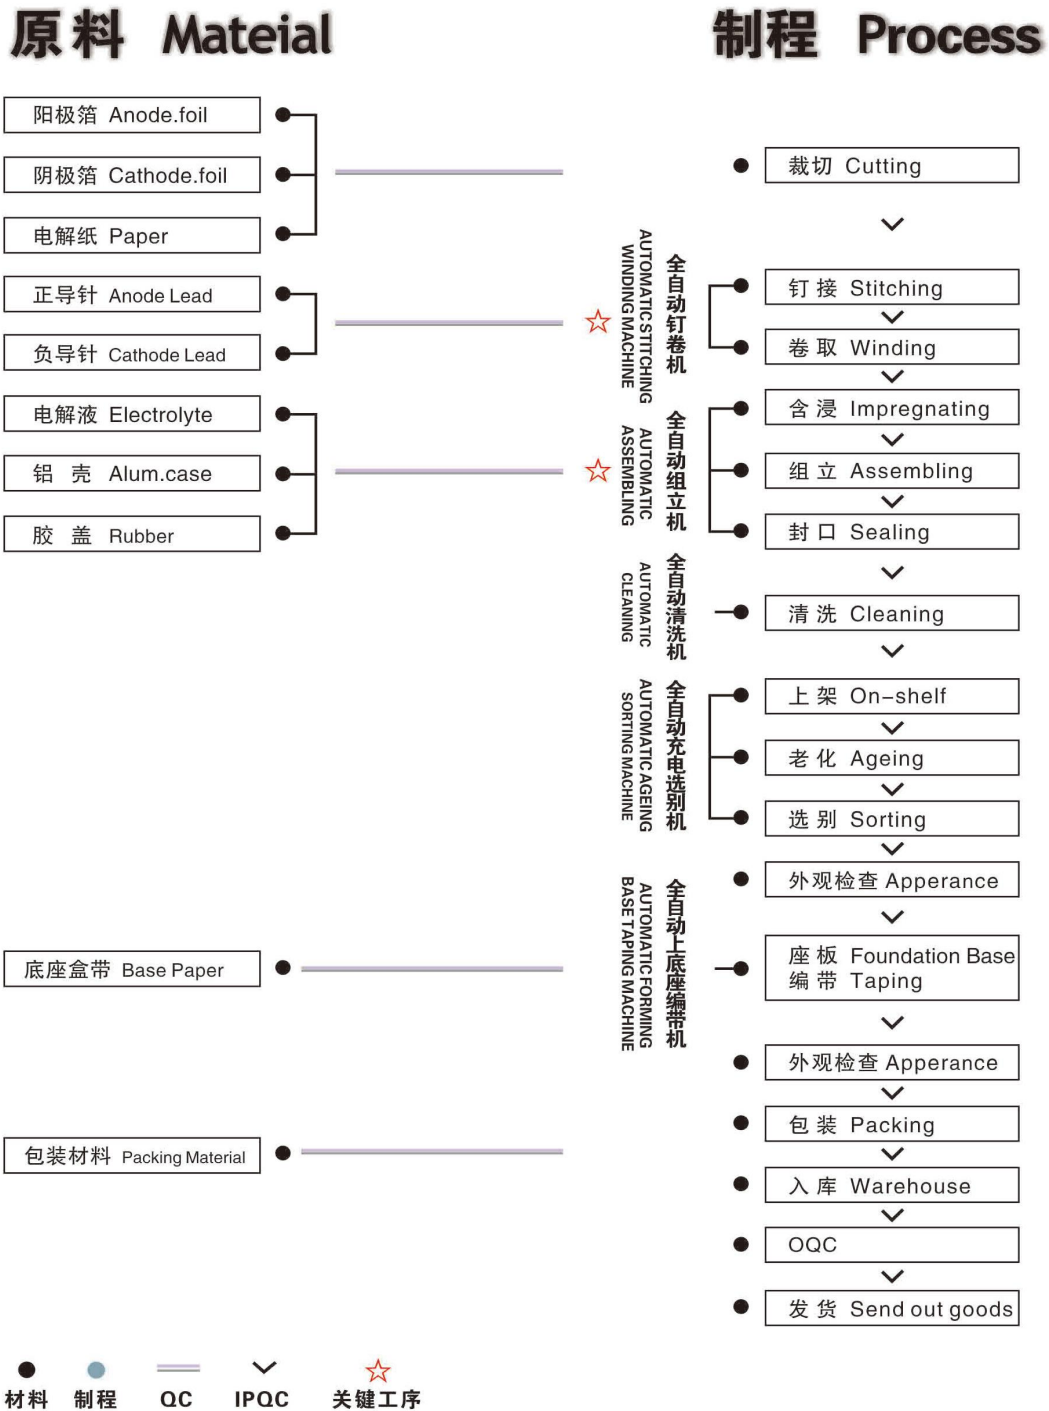 原料 Mateial
制程 Process
阳极箔 Anode.foil
阴极箔 Cathode.foil
电解纸 Paper
正导针 Anode Lead
负导针 Cathode Lead
电解液 Electrolyte
铝 壳 Alum.case
胶 盖 Rubber
底座盒带 Base Paper
包装材料 Packing Material
全自动钉卷机
AUTOMATIC STITCHING
WINDING MACHINE
全自动组立机
AUTOMATIC
ASSEMBLING
全自动清洗机
AUTOMATIC
CLEANING
全自动充电选别机
AUTOMATIC AGEING
SORTING MACHINE
全自动上底座编带机
AUTOMATIC FORMING
BASE TAPING MACHINE
裁切 Cutting
钉接 Stitching
卷取 Winding
含浸 Impregnating
组立 Assembling
封口 Sealing
清洗 Cleaning
上架 On-shelf
老化 Ageing
选别 Sorting
外观检查 Apperance
座板 Foundation Base
编带 Taping
外观检查 Apperance
包装 Packing
入库 Warehouse
OQC
发货 Send out goods
材料 制程 QC IPQC 关键工序